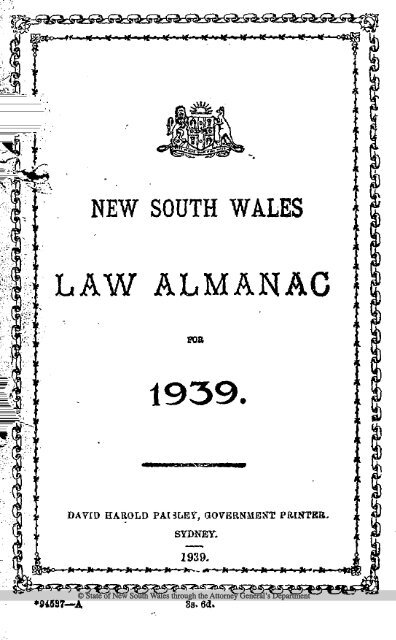 NEW SOUTH WALES
LAW ALMANAC
FOR
1939.
DAVID HAROLD PAISLEY, GOVERNMENT PRINTER.
SYDNEY.
1939.
© State of New South Wales through the Attorney General's Department
*94537—A 3s. 6d.